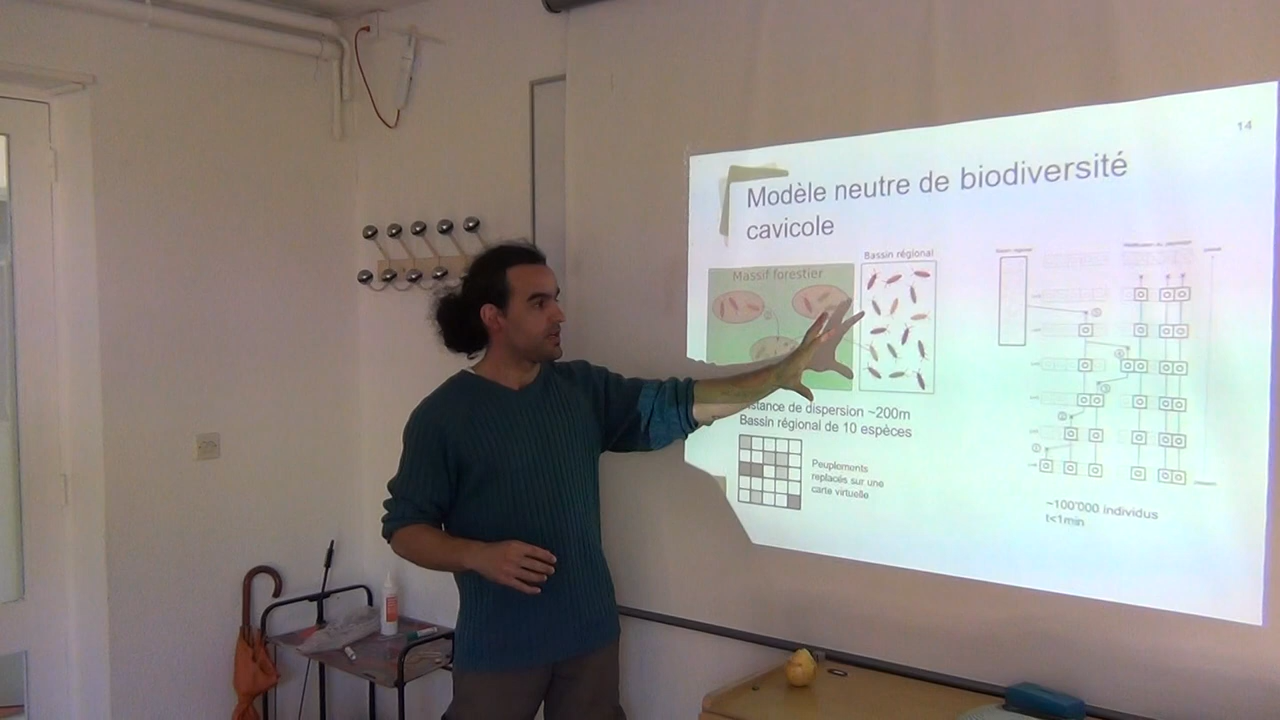 14
Modèle neutre de biodiversité
cavicole
Massif forestier
Bassin régional
distance de dispersion ~200m
Bassin régional de 10 espèces
Peuplements
replacés sur une
carte virtuelle
~100'000 individus
t<1min